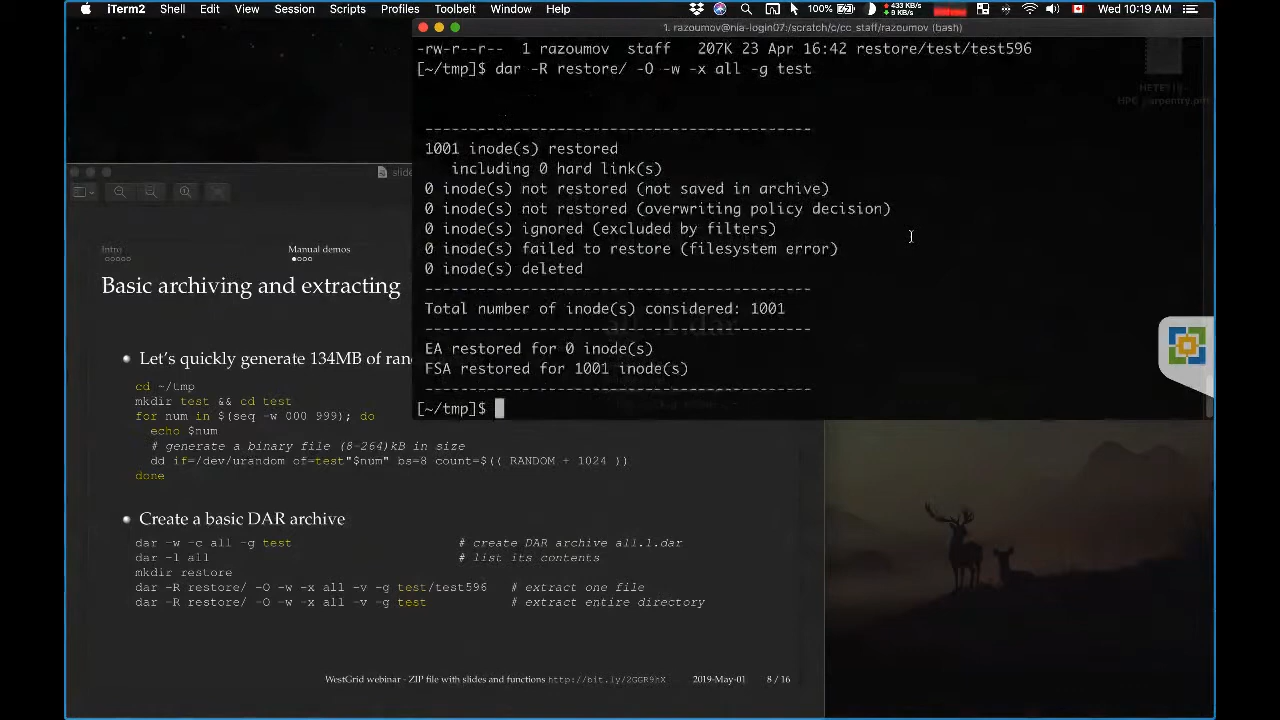 iTerm2 Shell Edit View Session Scripts Profiles Toolbelt Window Help 100% 433 KB/s 9 KB/s Wed 10:19 AM
1. razoumov@nia-login07:/scratch/c/cc_staff/razoumov (bash)
-rw-r--r-- 1 razoumov staff 207K 23 Apr 16:42 restore/test/test596
[~/tmp]$ dar -R restore/ -O -w -x all -g test
--------------------------------------------
1001 inode(s) restored
including 0 hard link(s)
0 inode(s) not restored (not saved in archive)
0 inode(s) not restored (overwriting policy decision)
0 inode(s) ignored (excluded by filters)
0 inode(s) failed to restore (filesystem error)
0 inode(s) deleted
--------------------------------------------
Total number of inode(s) considered: 1001
--------------------------------------------
EA restored for 0 inode(s)
FSA restored for 1001 inode(s)
--------------------------------------------
[~/tmp]$
slide
Intro Manual demos
Basic archiving and extracting
Let's quickly generate 134MB of
cd ~/tmp
mkdir test && cd test
for num in $(seq -w 000 999); do
echo $num
# generate a binary file (8-264)kB in size
dd if=/dev/urandom of=test"$num" bs=8 count=$(( RANDOM + 1024 ))
done
Create a basic DAR archive
dar -w -c all -g test # create DAR archive all.1.dar
dar -l all # list its contents
mkdir restore
dar -R restore/ -O -w -x all -v -g test/test596 # extract one file
dar -R restore/ -O -w -x all -v -g test # extract entire directory
WestGrid webinar - ZIP file with slides and functions http://bit.ly/2GGR9hX 2019-May-01 8 / 16